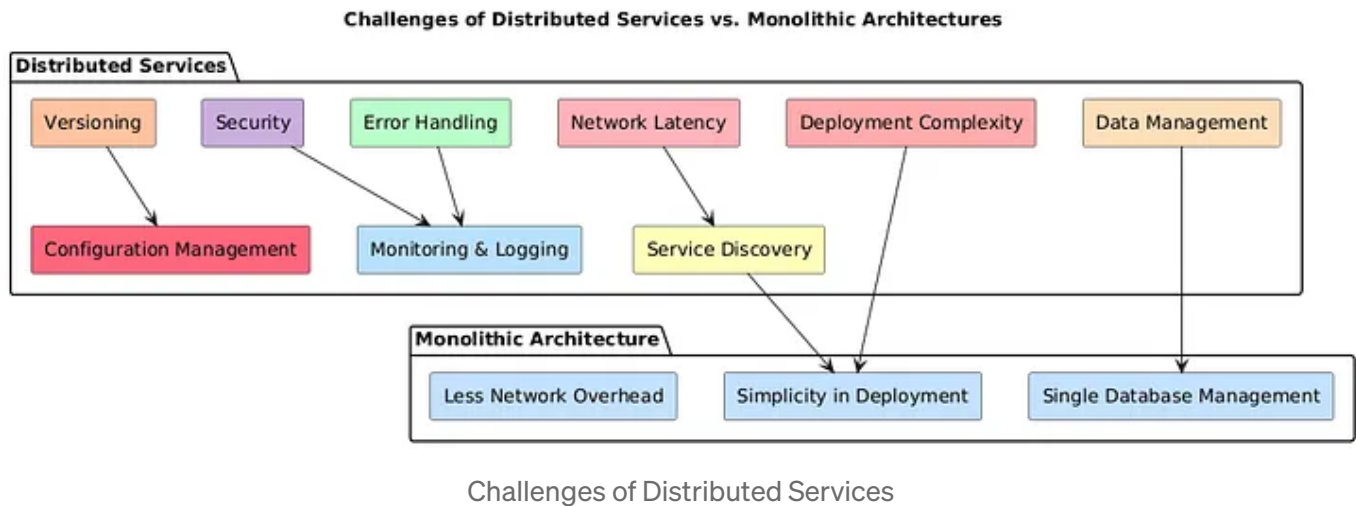 Challenges of Distributed Services vs. Monolithic Architectures
Distributed Services
Versioning
Security
Error Handling
Network Latency
Deployment Complexity
Data Management
Configuration Management
Monitoring & Logging
Service Discovery
Monolithic Architecture
Less Network Overhead
Simplicity in Deployment
Single Database Management
Challenges of Distributed Services